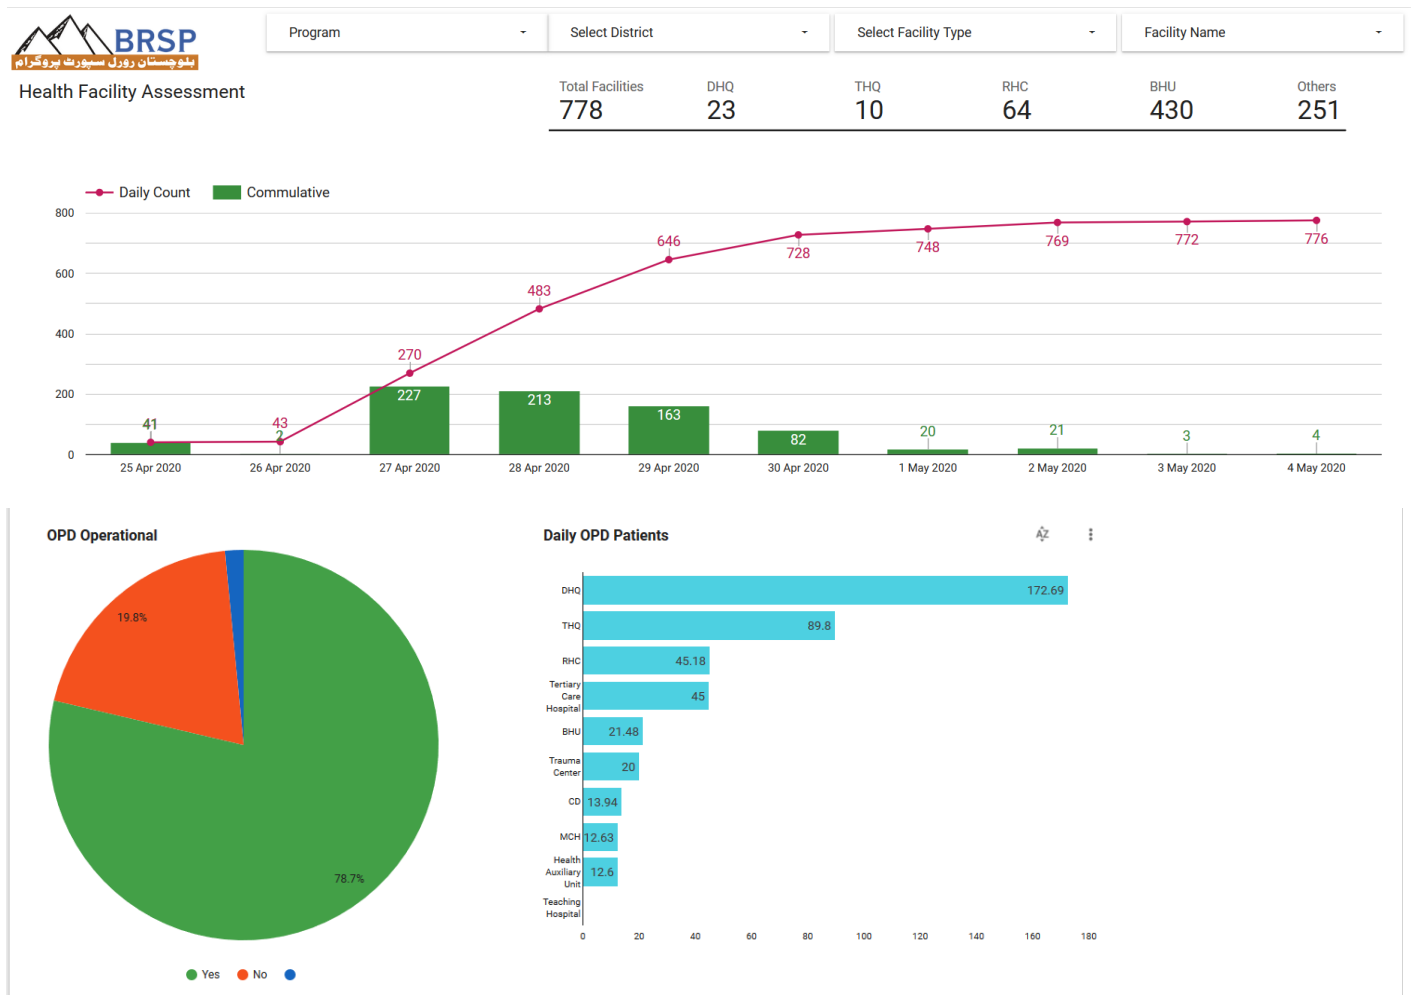 BRSP
بلوچستان رورل سپورٹ پروگرام
Program
Select District
Select Facility Type
Facility Name
Health Facility Assessment
Total Facilities
778
DHQ
23
THQ
10
RHC
64
BHU
430
Others
251
Daily Count
Commulative
800
600
400
200
0
41
41
43
2
270
227
483
213
646
163
728
82
748
20
769
21
772
3
776
4
25 Apr 2020
26 Apr 2020
27 Apr 2020
28 Apr 2020
29 Apr 2020
30 Apr 2020
1 May 2020
2 May 2020
3 May 2020
4 May 2020
OPD Operational
19.8%
78.7%
Yes
No
Daily OPD Patients
AZ
DHQ
172.69
THQ
89.8
RHC
45.18
Tertiary
Care
Hospital
45
BHU
21.48
Trauma
Center
20
CD
13.94
MCH
12.63
Health
Auxiliary
Unit
12.6
Teaching
Hospital
0
20
40
60
80
100
120
140
160
180